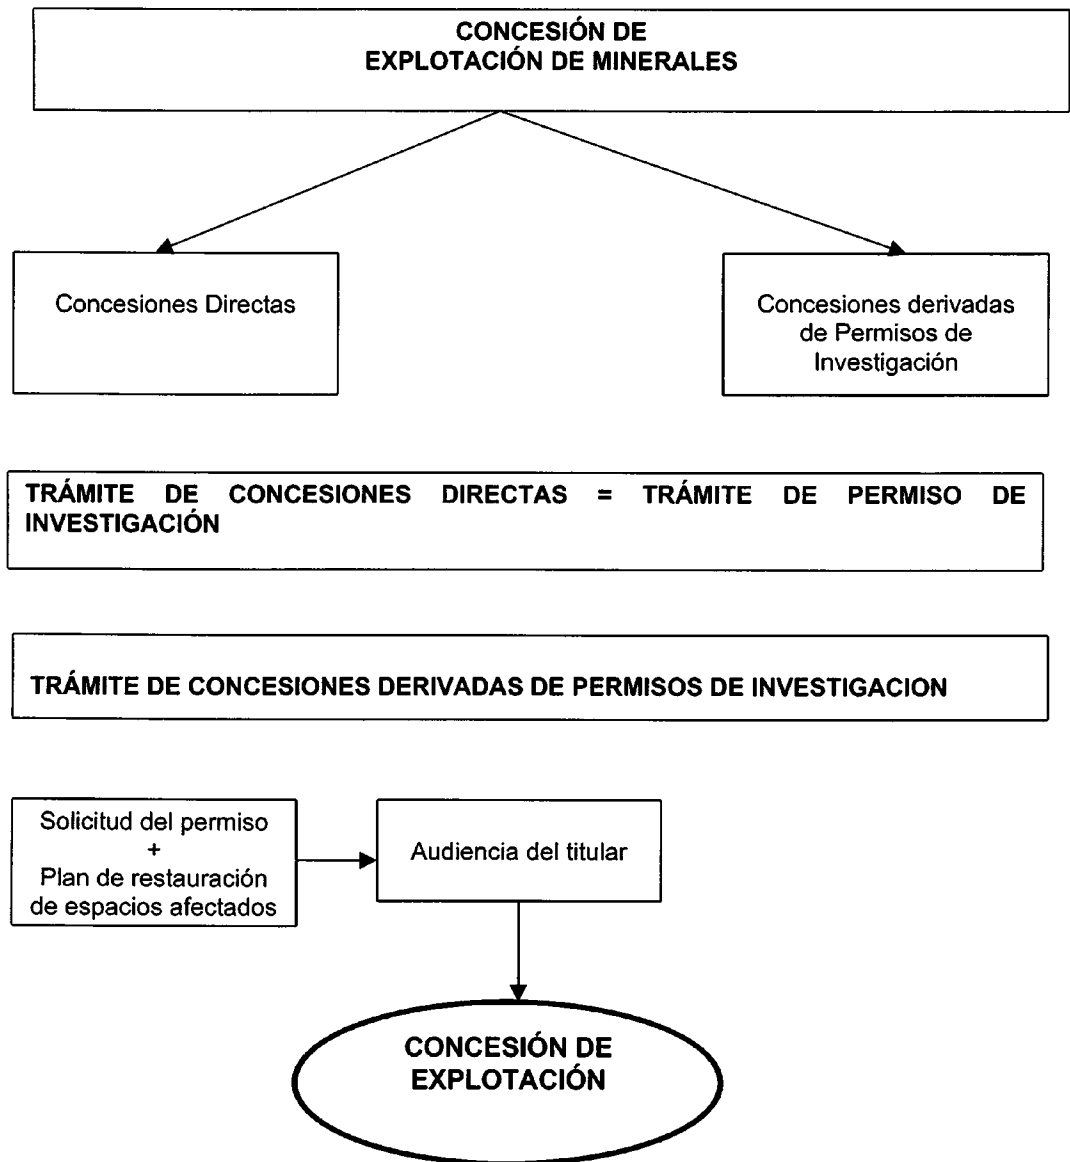 CONCESIÓN DE
EXPLOTACIÓN DE MINERALES
Concesiones Directas
Concesiones derivadas
de Permisos de
Investigación
TRÁMITE DE CONCESIONES DIRECTAS = TRÁMITE DE PERMISO DE
INVESTIGACIÓN
TRÁMITE DE CONCESIONES DERIVADAS DE PERMISOS DE INVESTIGACION
Solicitud del permiso
+
Plan de restauración
de espacios afectados
Audiencia del titular
CONCESIÓN DE
EXPLOTACIÓN